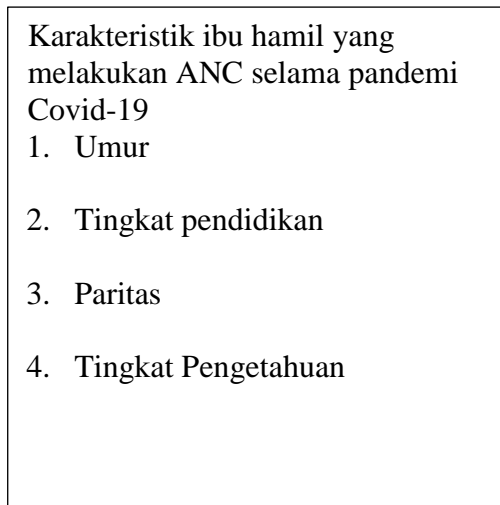 Karakteristik ibu hamil yang
melakukan ANC selama pandemi
Covid-19
1. Umur
2. Tingkat pendidikan
3. Paritas
4. Tingkat Pengetahuan